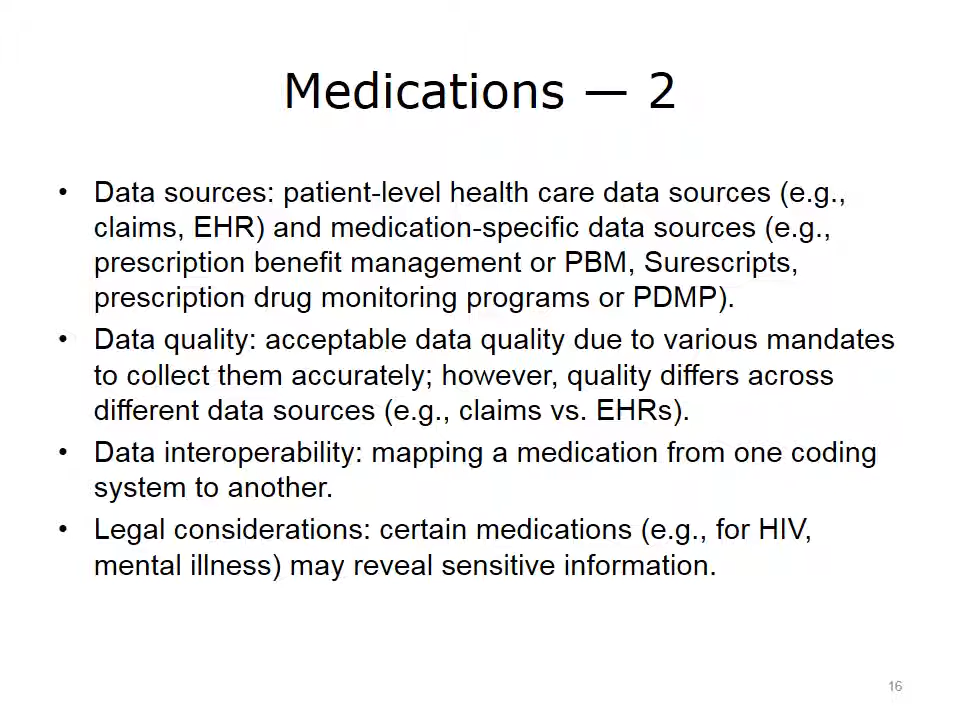 Medications — 2
• Data sources: patient-level health care data sources (e.g.,
claims, EHR) and medication-specific data sources (e.g.,
prescription benefit management or PBM, Surescripts,
prescription drug monitoring programs or PDMP).
• Data quality: acceptable data quality due to various mandates
to collect them accurately; however, quality differs across
different data sources (e.g., claims vs. EHRs).
• Data interoperability: mapping a medication from one coding
system to another.
• Legal considerations: certain medications (e.g., for HIV,
mental illness) may reveal sensitive information.
16